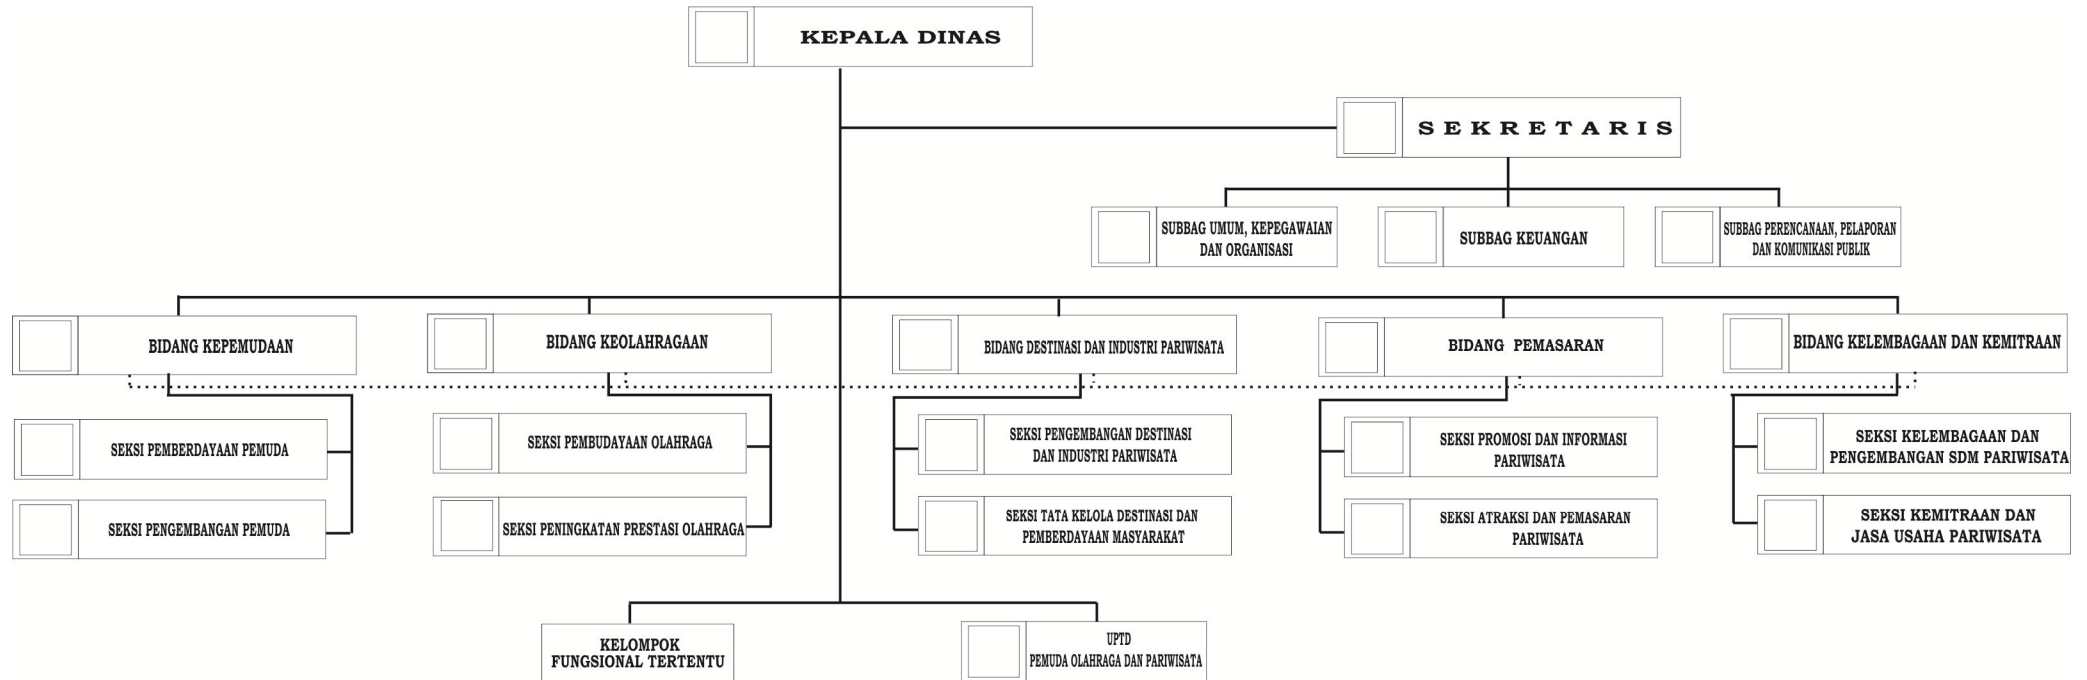 KEPALA DINAS
SEKRETARIS
SUBBAG UMUM, KEPEGAWAIAN
DAN ORGANISASI
SUBBAG KEUANGAN
SUBBAG PERENCANAAN, PELAPORAN
DAN KOMUNIKASI PUBLIK
BIDANG KEPEMUDAAN
BIDANG KEOLAHRAGAAN
BIDANG DESTINASI DAN INDUSTRI PARIWISATA
BIDANG PEMASARAN
BIDANG KELEMBAGAAN DAN KEMITRAAN
SEKSI PEMBERDAYAAN PEMUDA
SEKSI PENGEMBANGAN PEMUDA
SEKSI PEMBUDAYAAN OLAHRAGA
SEKSI PENINGKATAN PRESTASI OLAHRAGA
SEKSI PENGEMBANGAN DESTINASI
DAN INDUSTRI PARIWISATA
SEKSI TATA KELOLA DESTINASI DAN
PEMBERDAYAAN MASYARAKAT
SEKSI PROMOSI DAN INFORMASI
PARIWISATA
SEKSI ATRAKSI DAN PEMASARAN
PARIWISATA
SEKSI KELEMBAGAAN DAN
PENGEMBANGAN SDM PARIWISATA
SEKSI KEMITRAAN DAN
JASA USAHA PARIWISATA
KELOMPOK
FUNGSIONAL TERTENTU
UPTD
PEMUDA OLAHRAGA DAN PARIWISATA